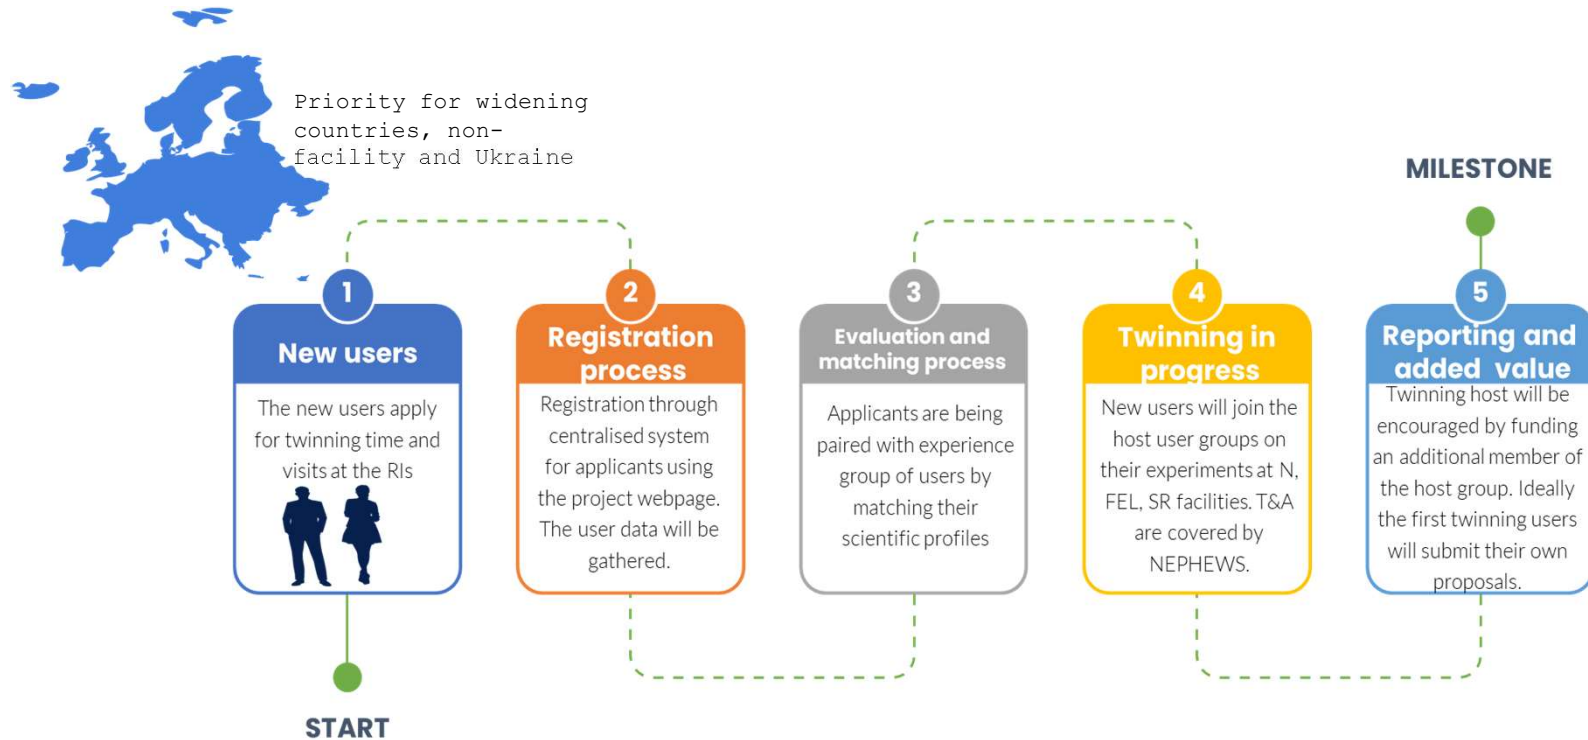 Priority for widening
countries, non-
facility and Ukraine
MILESTONE
1
New users
The new users apply
for twinning time and
visits at the RIs
START
2
Registration
process
Registration through
centralised system
for applicants using
the project webpage.
The user data will be
gathered.
3
Evaluation and
matching process
Applicants are being
paired with experience
group of users by
matching their
scientific profiles
4
Twinning in
progress
New users will join the
host user groups on
their experiments at N,
FEL, SR facilities. T&A
are covered by
NEPHEWS.
5
Reporting and
added value
Twinning host will be
encouraged by funding
an additional member of
the host group. Ideally
the first twinning users
will submit their own
proposals.